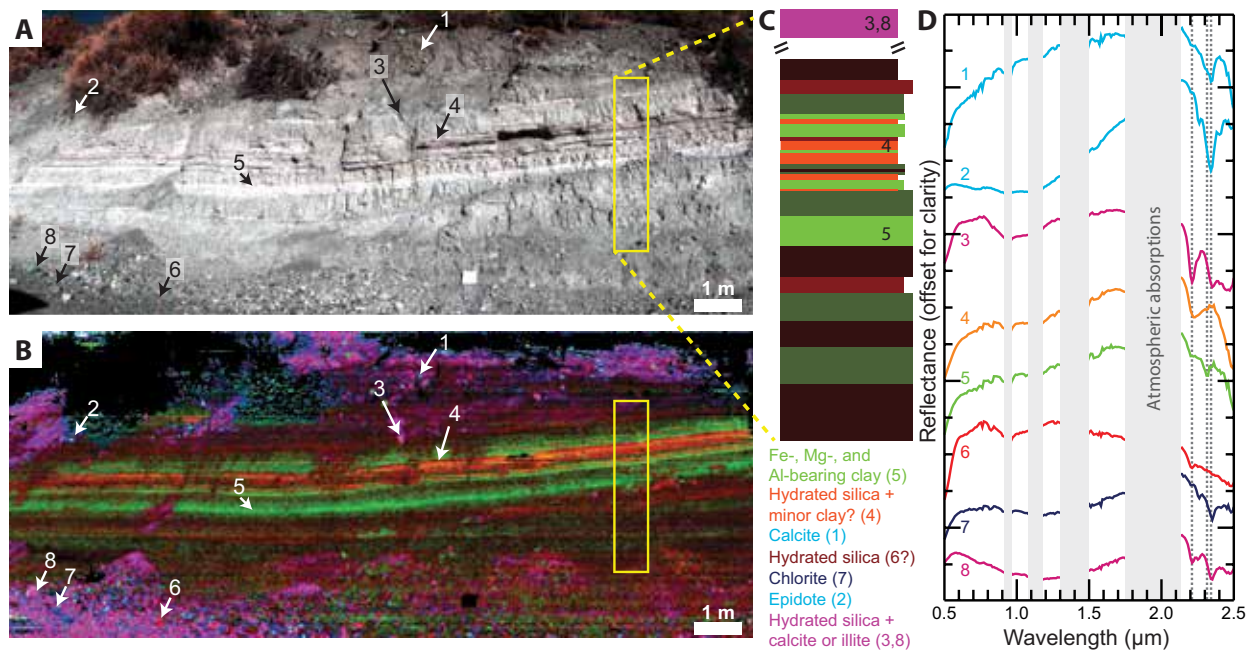 A
1
2
3
4
5
8
7
6
1 m
B
1
2
3
4
5
8
7
6
1 m
C
3,8
4
5
Fe-, Mg-, and
Al-bearing clay (5)
Hydrated silica +
minor clay? (4)
Calcite (1)
Hydrated silica (6?)
Chlorite (7)
Epidote (2)
Hydrated silica +
calcite or illite (3,8)
D
Reflectance (offset for clarity)
1
2
3
4
5
6
7
8
Atmospheric absorptions
0.5 1.0 1.5 2.0 2.5
Wavelength (µm)